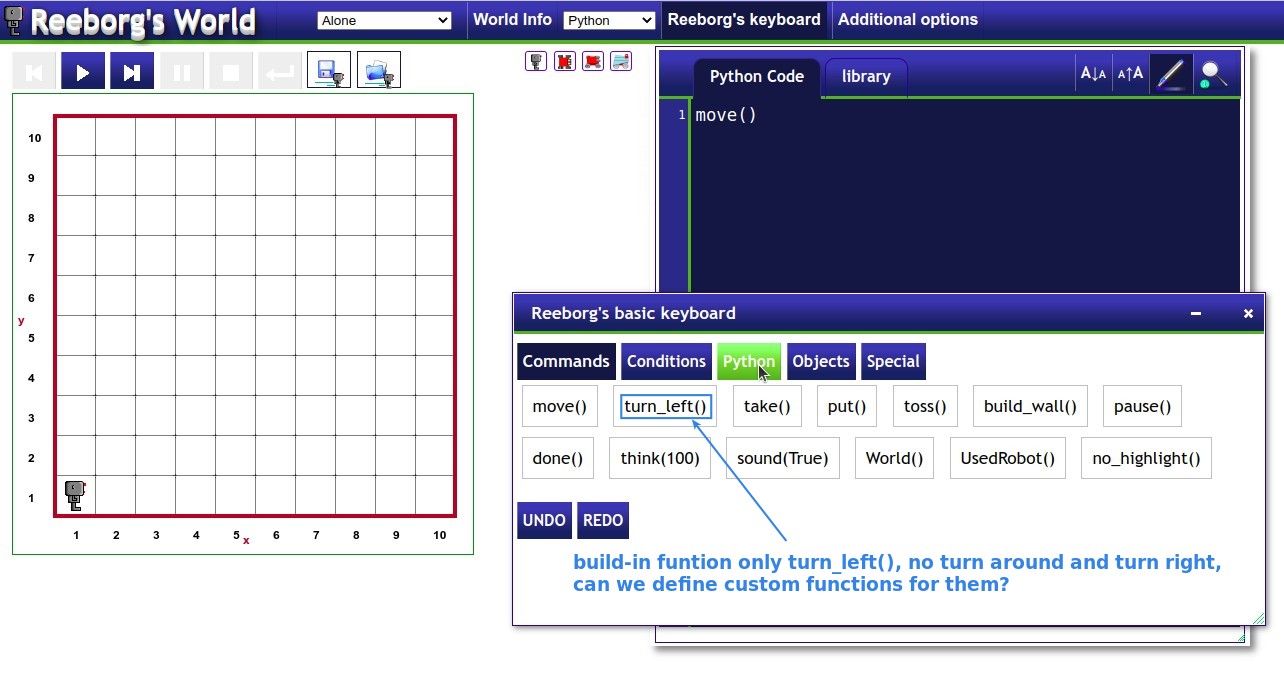 Reeborg's World
Alone
World Info
Python
Reeborg's keyboard
Additional options
Python Code
library
A↓A
A↑A
1 move()
10
9
8
7
6
y
5
4
3
2
1
1 2 3 4 5 x 6 7 8 9 10
Reeborg's basic keyboard
Commands Conditions Python Objects Special
move() turn_left() take() put() toss() build_wall() pause()
done() think(100) sound(True) World() UsedRobot() no_highlight()
UNDO REDO
build-in funtion only turn_left(), no turn around and turn right,
can we define custom functions for them?